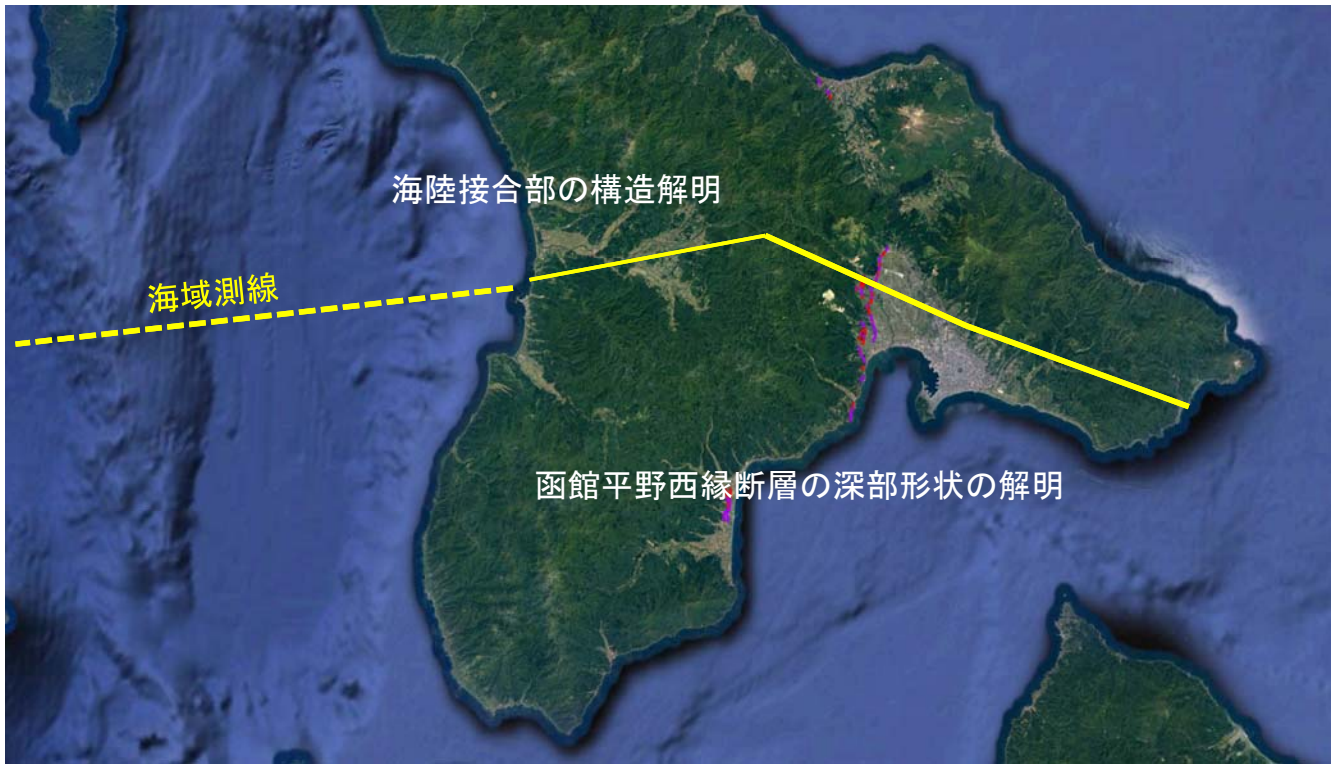 海陸接合部の構造解明
海域測線
函館平野西縁断層の深部形状の解明